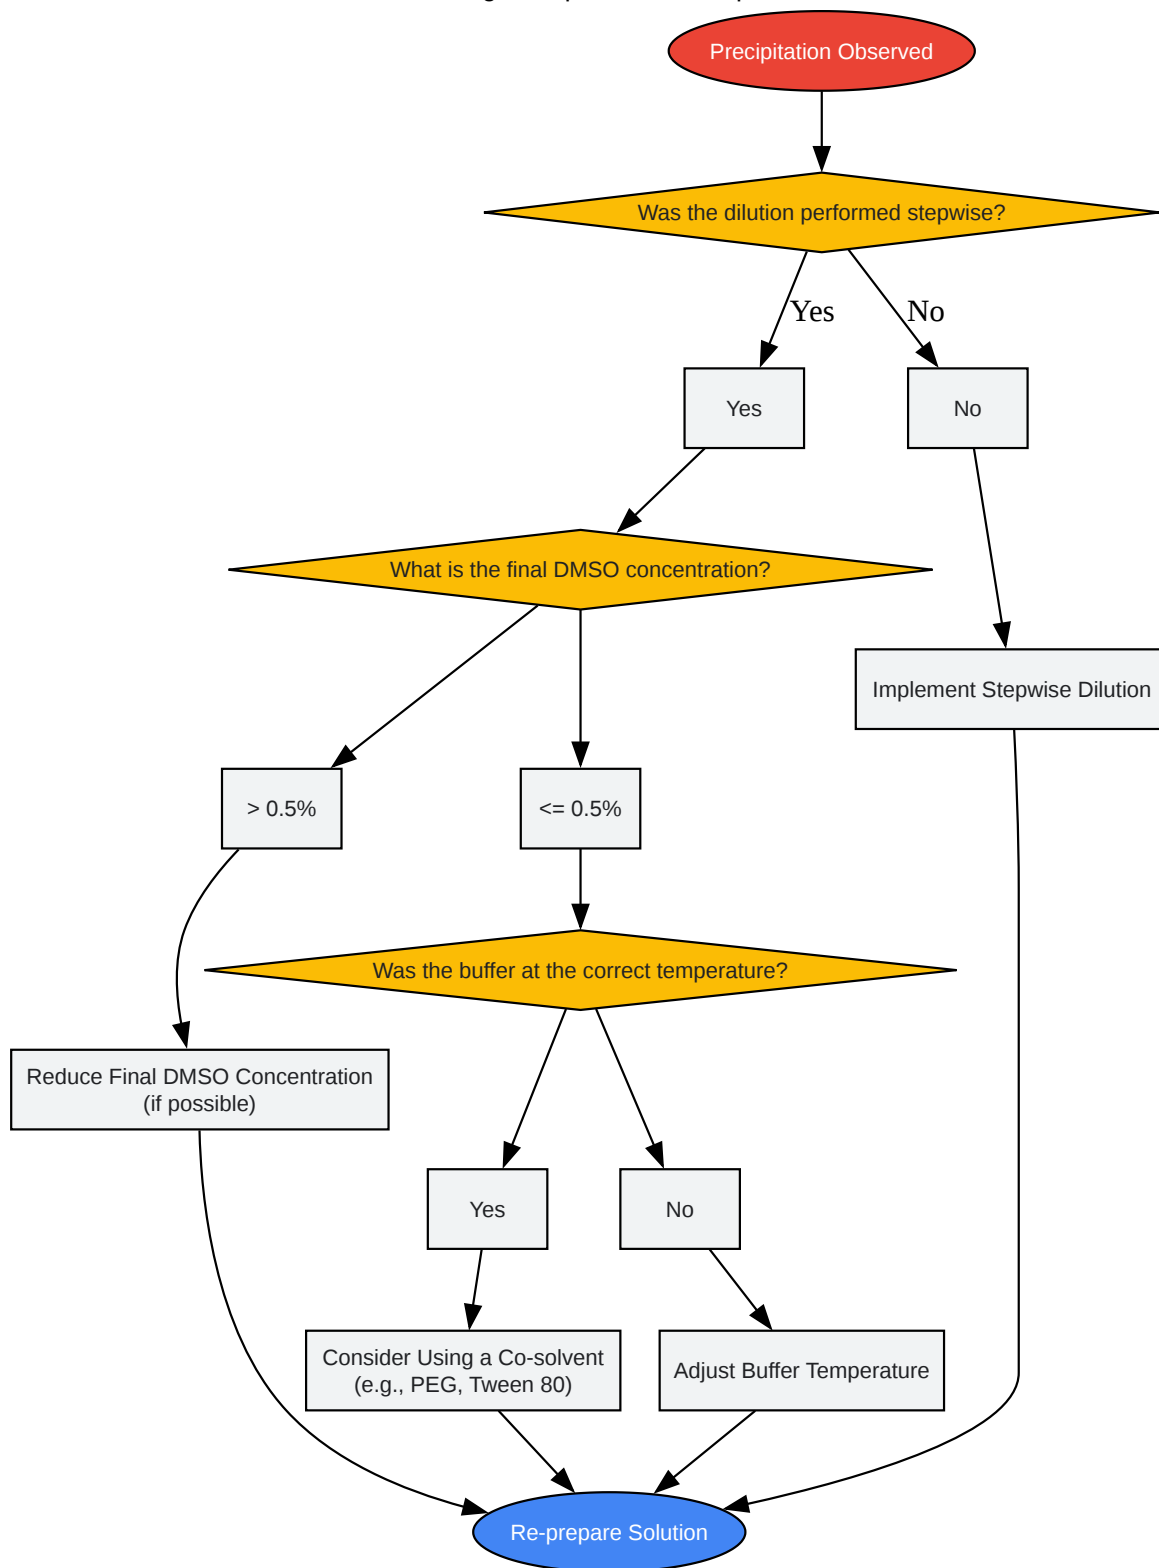 Precipitation Observed
Was the dilution performed stepwise?
Yes
No
Yes
No
What is the final DMSO concentration?
Implement Stepwise Dilution
> 0.5%
<= 0.5%
Was the buffer at the correct temperature?
Reduce Final DMSO Concentration
(if possible)
Yes
No
Consider Using a Co-solvent
(e.g., PEG, Tween 80)
Adjust Buffer Temperature
Re-prepare Solution